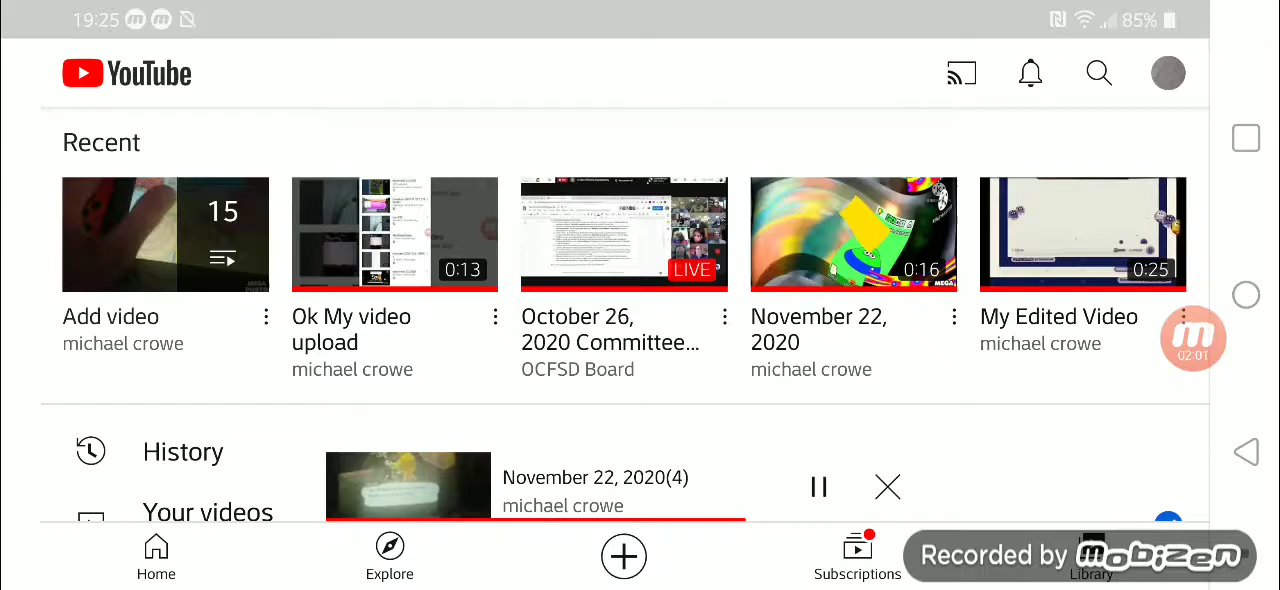 19:25
85%
YouTube
Recent
15
0:13
LIVE
0:16
0:25
MEGA
MEGA
Add video
michael crowe
Ok My video
upload
michael crowe
October 26,
2020 Committee...
OCFSD Board
November 22,
2020
michael crowe
My Edited Video
michael crowe
02:01
History
November 22, 2020(4)
michael crowe
Your videos
Home
Explore
Subscriptions
Library
Recorded by mobizen